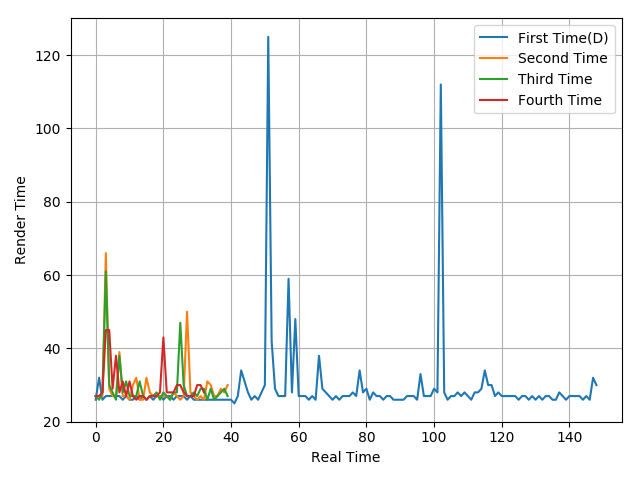 First Time(D)
Second Time
Third Time
Fourth Time
Render Time
120
100
80
60
40
20
0 20 40 60 80 100 120 140
Real Time